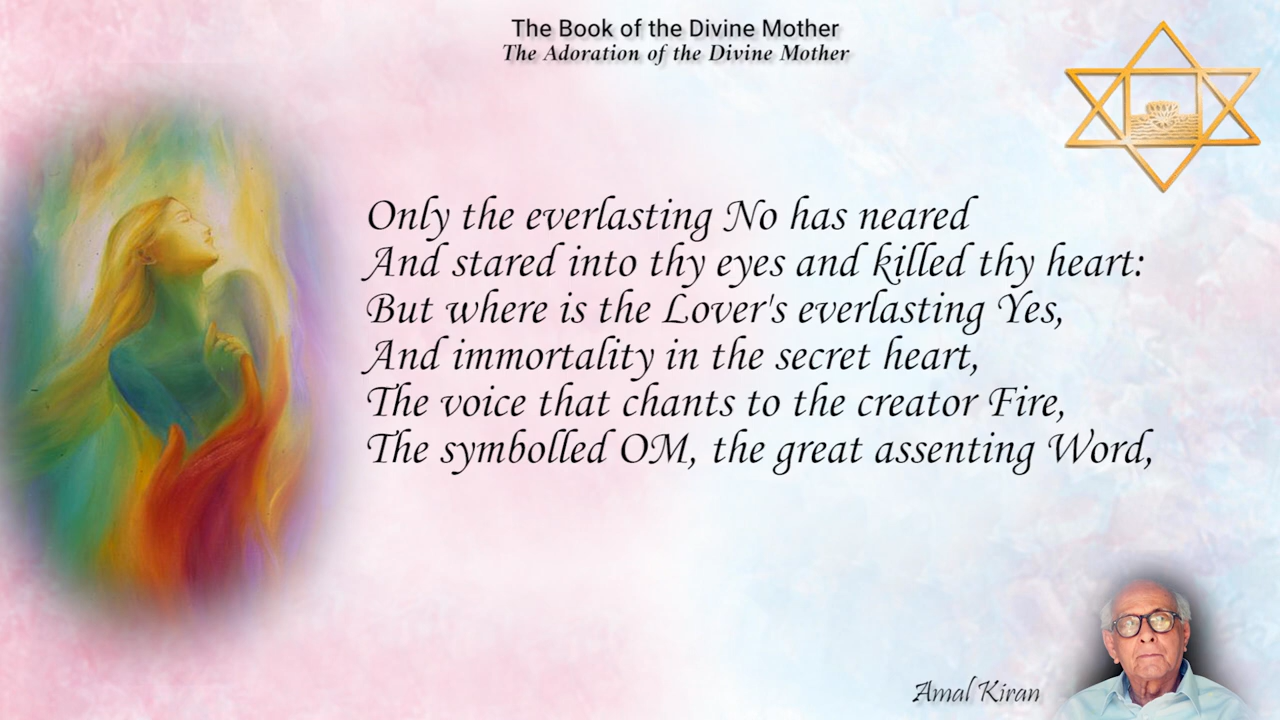 The Book of the Divine Mother
The Adoration of the Divine Mother
Only the everlasting No has neared
And stared into thy eyes and killed thy heart:
But where is the Lover's everlasting Yes,
And immortality in the secret heart,
The voice that chants to the creator Fire,
The symbolled OM, the great assenting Word,
Amal Kiran